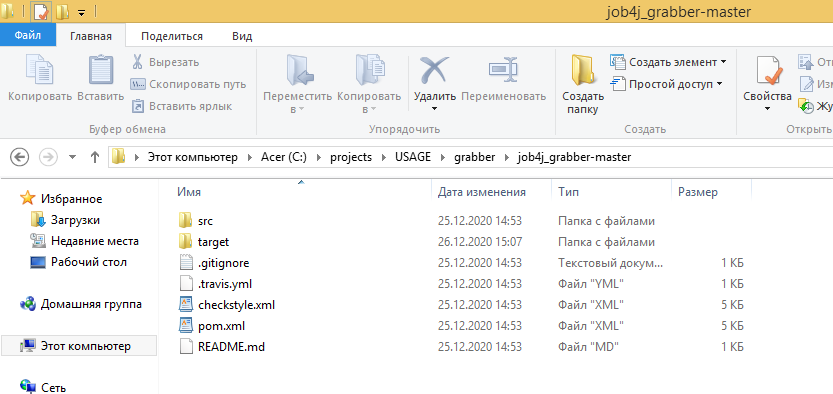 job4j_grabber-master
Файл Главная Поделиться Вид
Копировать Вставить Вырезать Скопировать путь Вставить ярлык
Буфер обмена
Переместить в Копировать в Удалить Переименовать
Упорядочить
Создать папку Создать элемент Простой доступ
Создать
Свойства Отк Изм Жу
Открыть
Этот компьютер Acer (C:) projects USAGE grabber job4j_grabber-master
Избранное
Загрузки
Недавние места
Рабочий стол
Домашняя группа
Этот компьютер
Сеть
Имя Дата изменения Тип Размер
src 25.12.2020 14:53 Папка с файлами
target 26.12.2020 15:07 Папка с файлами
.gitignore 25.12.2020 14:53 Текстовый докум... 1 КБ
.travis.yml 25.12.2020 14:53 Файл "YML" 1 КБ
checkstyle.xml 25.12.2020 14:53 Файл "XML" 5 КБ
pom.xml 25.12.2020 14:53 Файл "XML" 5 КБ
README.md 25.12.2020 14:53 Файл "MD" 1 КБ